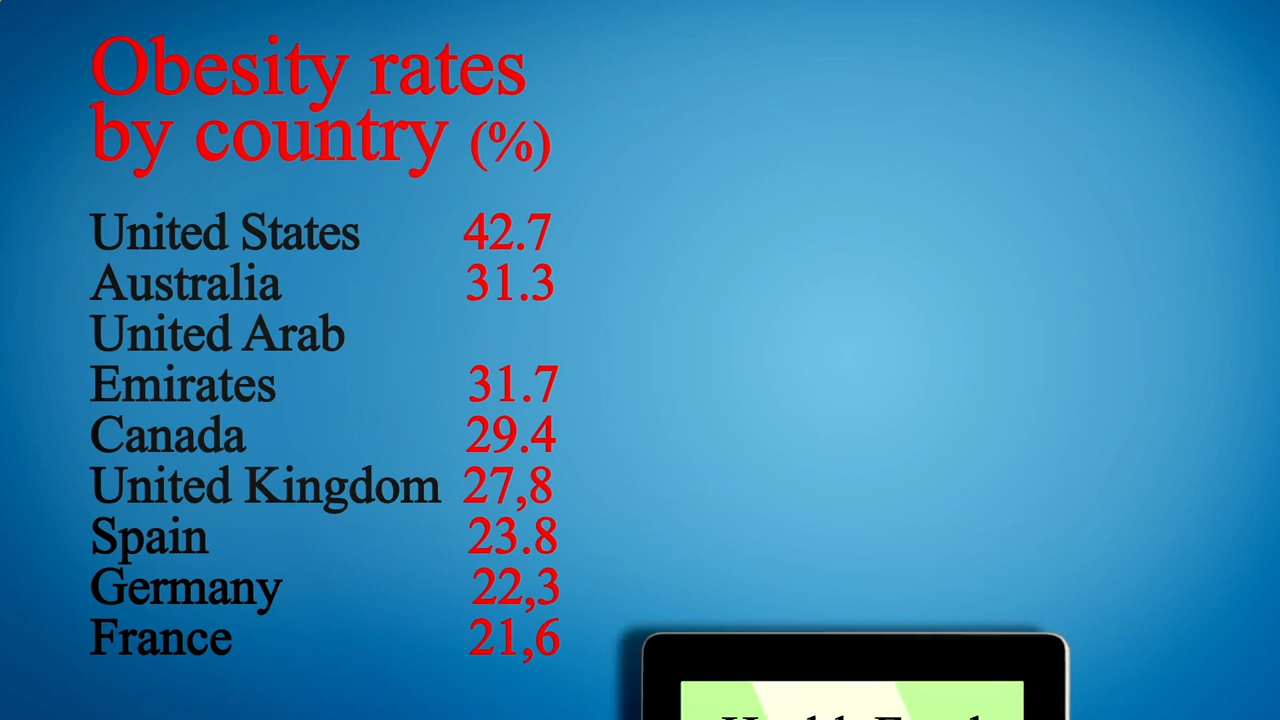 Obesity rates
by country (%)
United States 42.7
Australia 31.3
United Arab
Emirates 31.7
Canada 29.4
United Kingdom 27,8
Spain 23.8
Germany 22,3
France 21,6